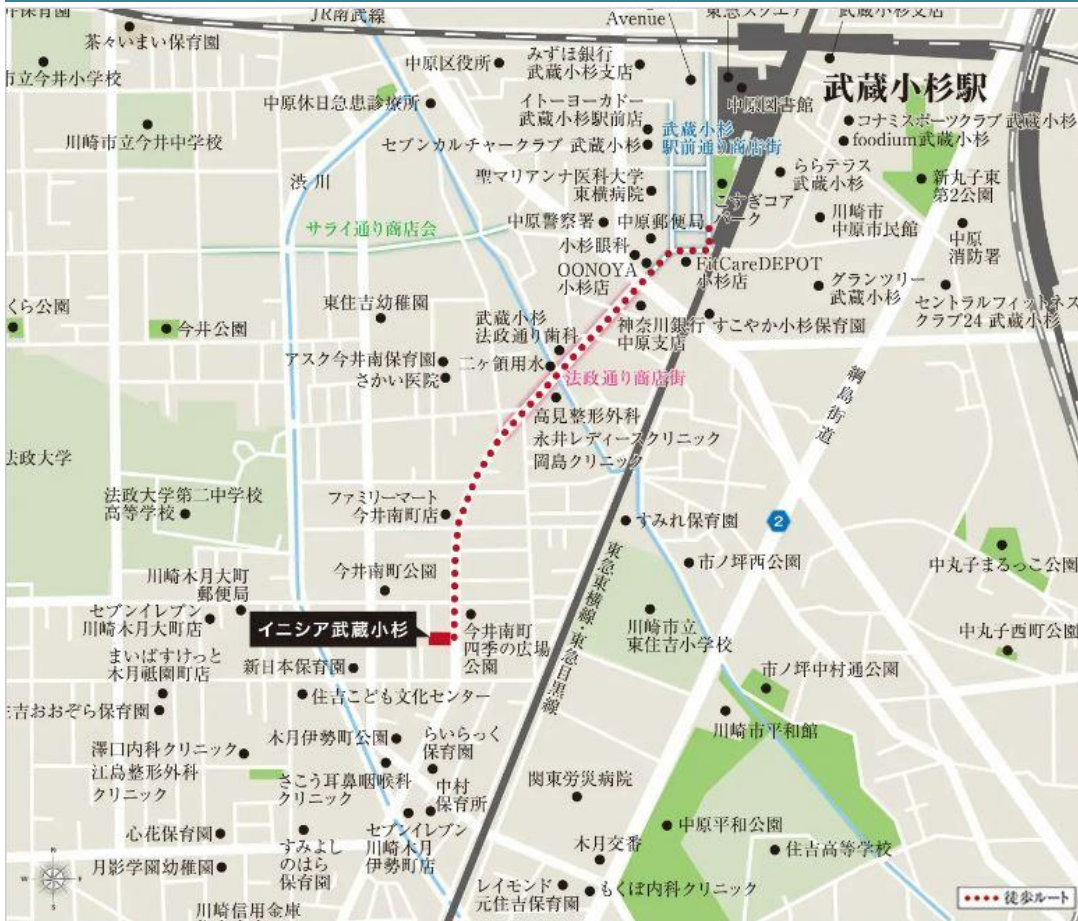 JR南武線
Avenue
東急スクエア
武蔵小杉支店
保育園
茶々いまい保育園
市立今井小学校
中原区役所
みずほ銀行
武蔵小杉支店
中原図書館
武蔵小杉駅
中原休日急患診療所
イトーヨーカドー
武蔵小杉駅前店
コナミスポーツクラブ 武蔵小杉
foodium武蔵小杉
川崎市立今井中学校
セブンカルチャークラブ 武蔵小杉
武蔵小杉
駅前通り商店街
渋川
聖マリアンナ医科大学
東横病院
こすぎコア
パーク
ららテラス
武蔵小杉
新丸子東
第2公園
サライ通り商店会
中原警察署
中原郵便局
川崎市
中原市民館
中原
消防署
小杉眼科
OONOYA
小杉店
FitCareDEPOT
小杉店
グランツリー
武蔵小杉
セントラルフィットネス
クラブ24 武蔵小杉
くら公園
今井公園
東住吉幼稚園
武蔵小杉
法政通り歯科
神奈川銀行
中原支店
すこやか小杉保育園
アスク今井南保育園
さかい医院
二ヶ領用水
法政通り商店街
綱島街道
高見整形外科
永井レディースクリニック
岡島クリニック
法政大学
法政大学第二中学校
高等学校
ファミリーマート
今井南町店
すみれ保育園
2
市ノ坪西公園
中丸子まるっこ公園
東急東横線・東急目黒線
川崎木月大町
郵便局
今井南町公園
セブンイレブン
川崎木月大町店
イニシア武蔵小杉
今井南町
四季の広場
公園
川崎市立
東住吉小学校
中丸子西町公園
まいばすけっと
木月祗園町店
新日本保育園
市ノ坪中村通公園
住吉こども文化センター
住吉おおぞら保育園
川崎市平和館
木月伊勢町公園
らいらっく
保育園
澤口内科クリニック
江島整形外科
クリニック
さこう耳鼻咽喉科
クリニック
中村
保育所
関東労災病院
心花保育園
すみよし
のはら
保育園
セブンイレブン
川崎木月
伊勢町店
中原平和公園
木月交番
住吉高等学校
月影学園幼稚園
レイモンド
元住吉保育園
もくぼ内科クリニック
川崎信用金庫
徒歩ルート